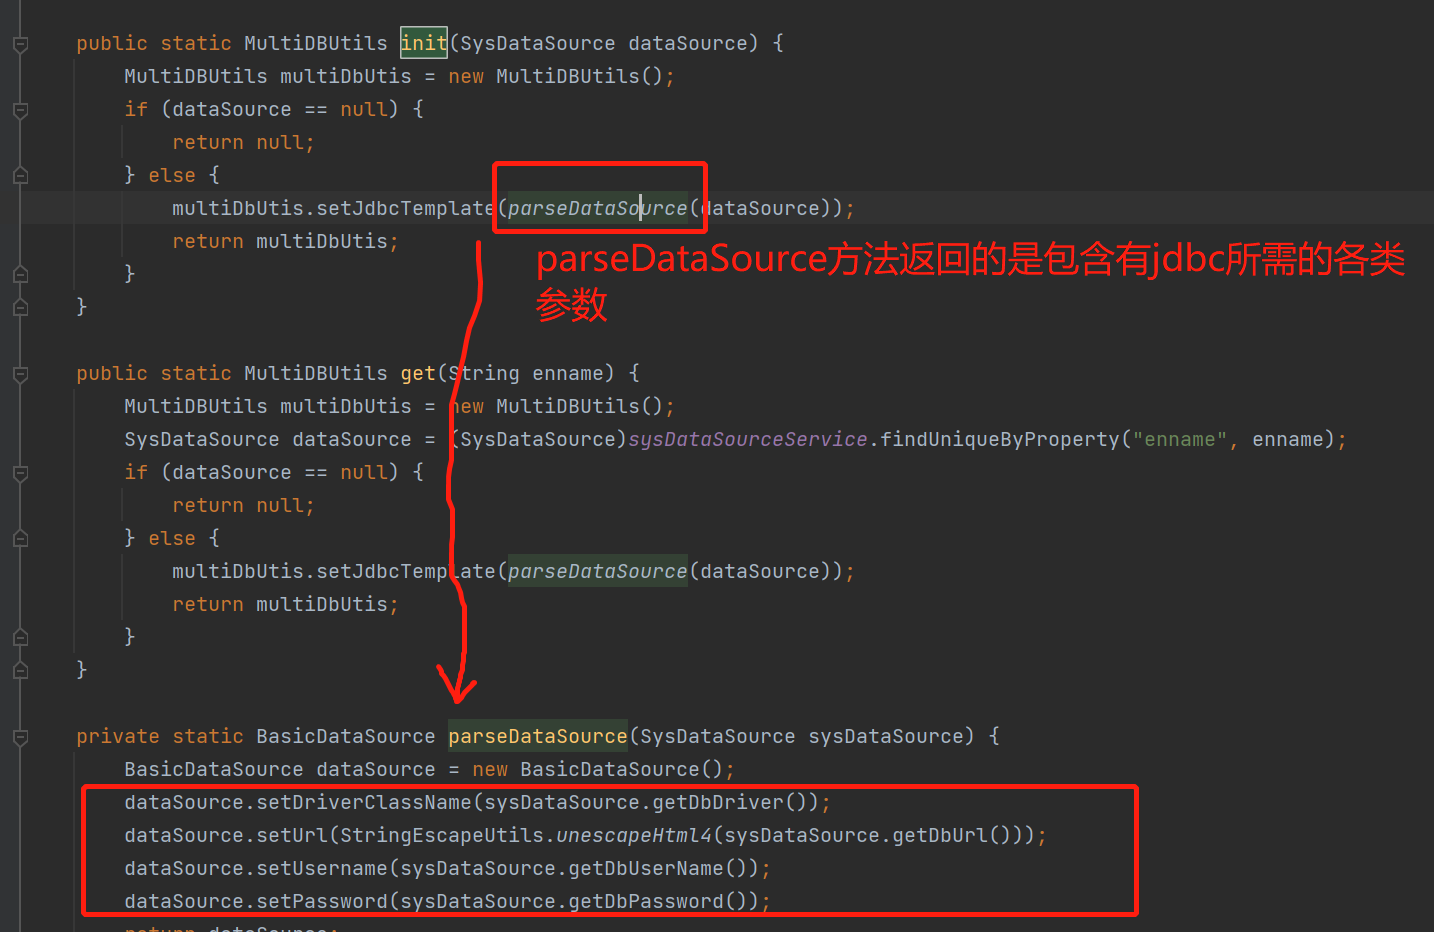 public static MultiDBUtils init(SysDataSource dataSource) {
MultiDBUtils multiDbUtis = new MultiDBUtils();
if (dataSource == null) {
return null;
} else {
multiDbUtis.setJdbcTemplate(parseDataSource(dataSource));
return multiDbUtis;
parseDataSource方法返回的是包含有jdbc所需的各类
参数
}
}
public static MultiDBUtils get(String enname) {
MultiDBUtils multiDbUtis = new MultiDBUtils();
SysDataSource dataSource = (SysDataSource)sysDataSourceService.findUniqueByProperty("enname", enname);
if (dataSource == null) {
return null;
} else {
multiDbUtis.setJdbcTemplate(parseDataSource(dataSource));
return multiDbUtis;
}
}
private static BasicDataSource parseDataSource(SysDataSource sysDataSource) {
BasicDataSource dataSource = new BasicDataSource();
dataSource.setDriverClassName(sysDataSource.getDbDriver());
dataSource.setUrl(StringEscapeUtils.unescapeHtml4(sysDataSource.getDbUrl()));
dataSource.setUsername(sysDataSource.getDbUserName());
dataSource.setPassword(sysDataSource.getDbPassword());
return dataSource;